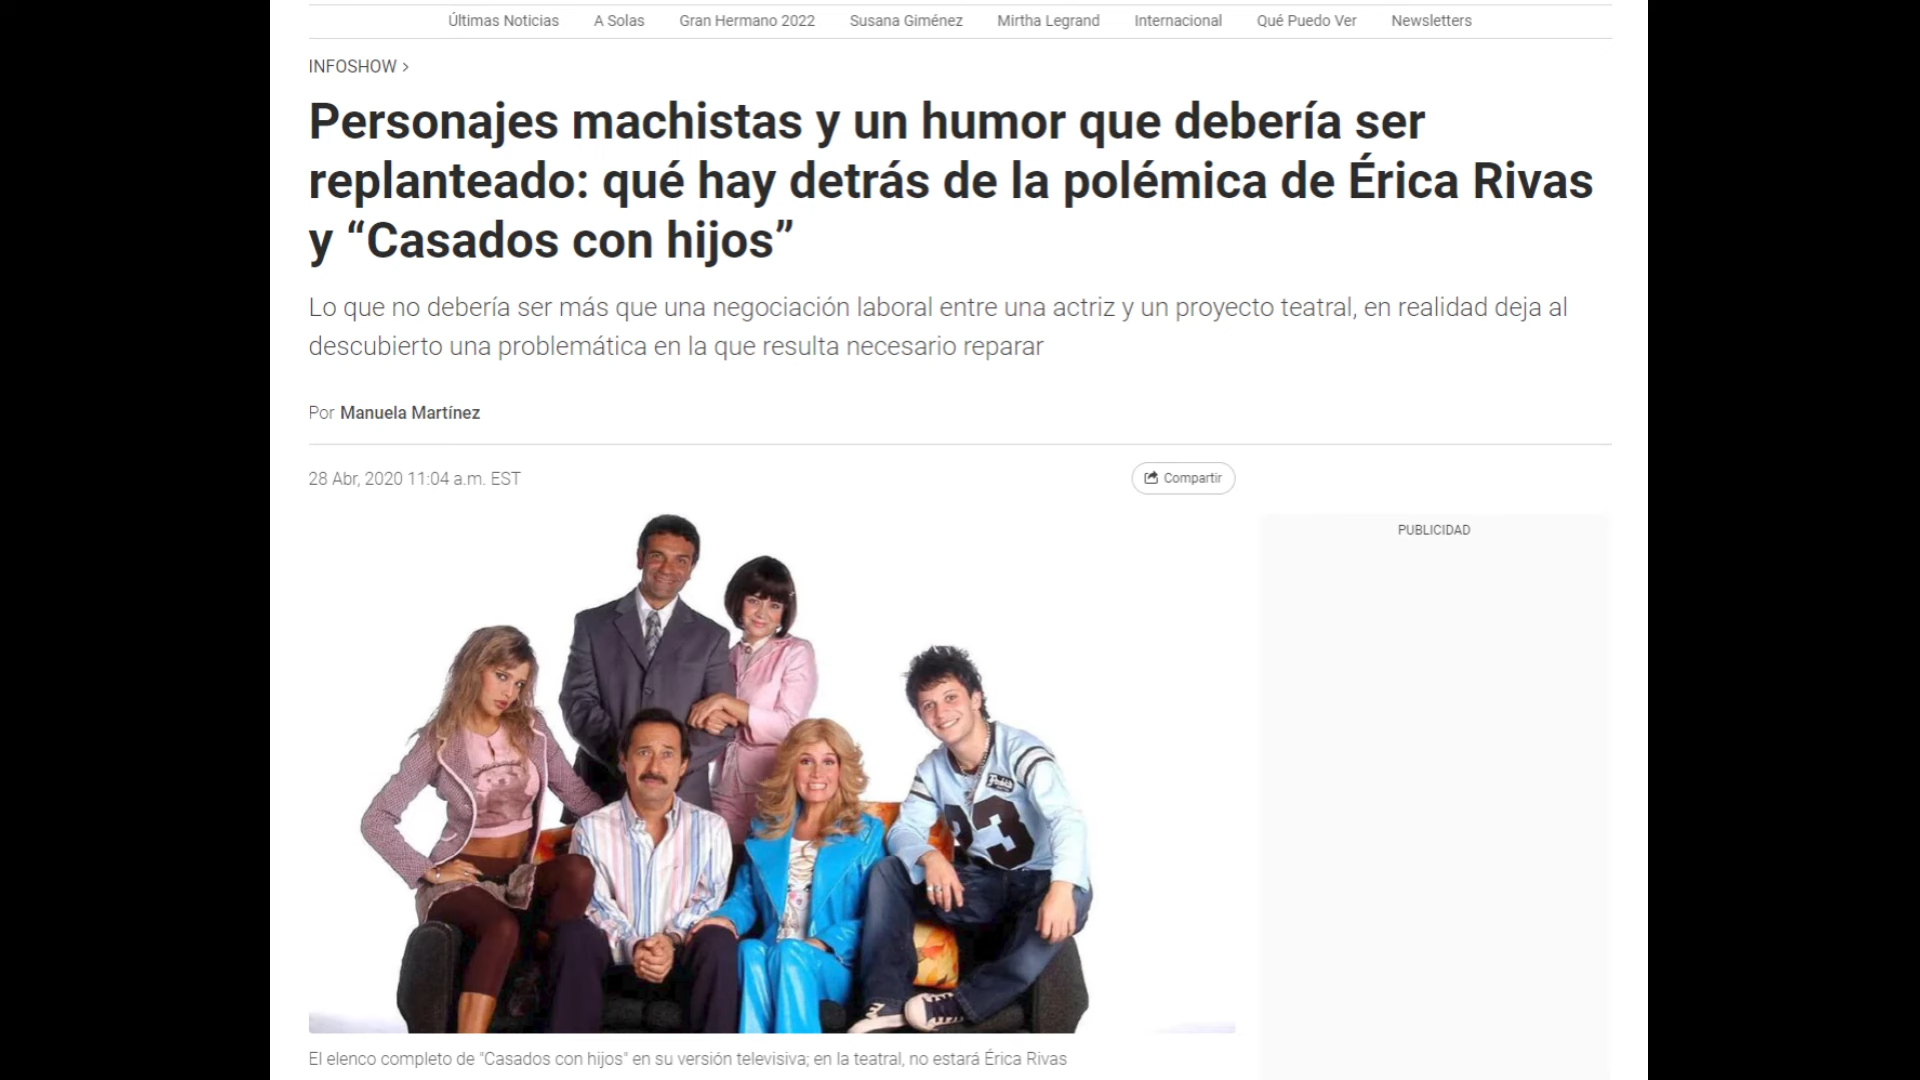 Últimas Noticias A Solas Gran Hermano 2022 Susana Giménez Mirtha Legrand Internacional Qué Puedo Ver Newsletters
INFOSHOW >
Personajes machistas y un humor que debería ser
replanteado: qué hay detrás de la polémica de Érica Rivas
y “Casados con hijos”
Lo que no debería ser más que una negociación laboral entre una actriz y un proyecto teatral, en realidad deja al
descubierto una problemática en la que resulta necesario reparar
Por Manuela Martínez
28 Abr, 2020 11:04 a.m. EST
Compartir
PUBLICIDAD
33
El elenco completo de "Casados con hijos" en su versión televisiva; en la teatral, no estará Érica Rivas